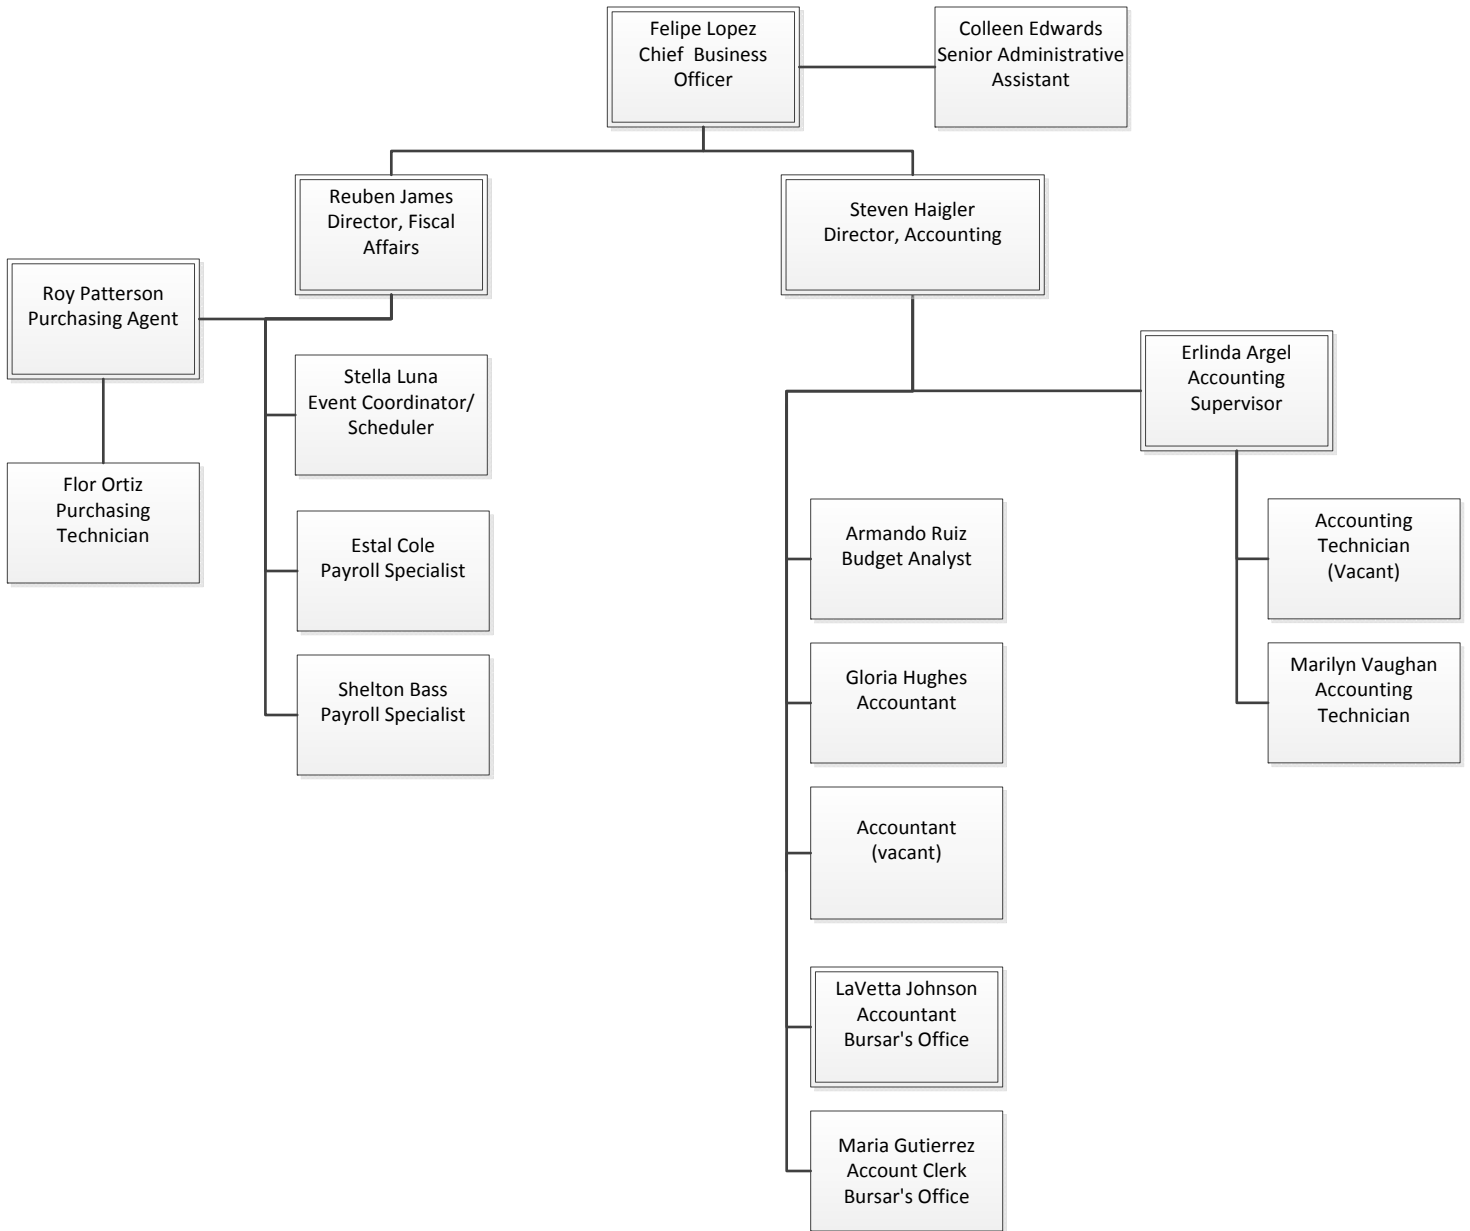 Felipe Lopez
Chief Business
Officer
Colleen Edwards
Senior Administrative
Assistant
Reuben James
Director, Fiscal
Affairs
Steven Haigler
Director, Accounting
Roy Patterson
Purchasing Agent
Erlinda Argel
Accounting
Supervisor
Stella Luna
Event Coordinator/
Scheduler
Flor Ortiz
Purchasing
Technician
Estal Cole
Payroll Specialist
Shelton Bass
Payroll Specialist
Armando Ruiz
Budget Analyst
Accounting
Technician
(Vacant)
Gloria Hughes
Accountant
Marilyn Vaughan
Accounting
Technician
Accountant
(vacant)
LaVetta Johnson
Accountant
Bursar's Office
Maria Gutierrez
Account Clerk
Bursar's Office